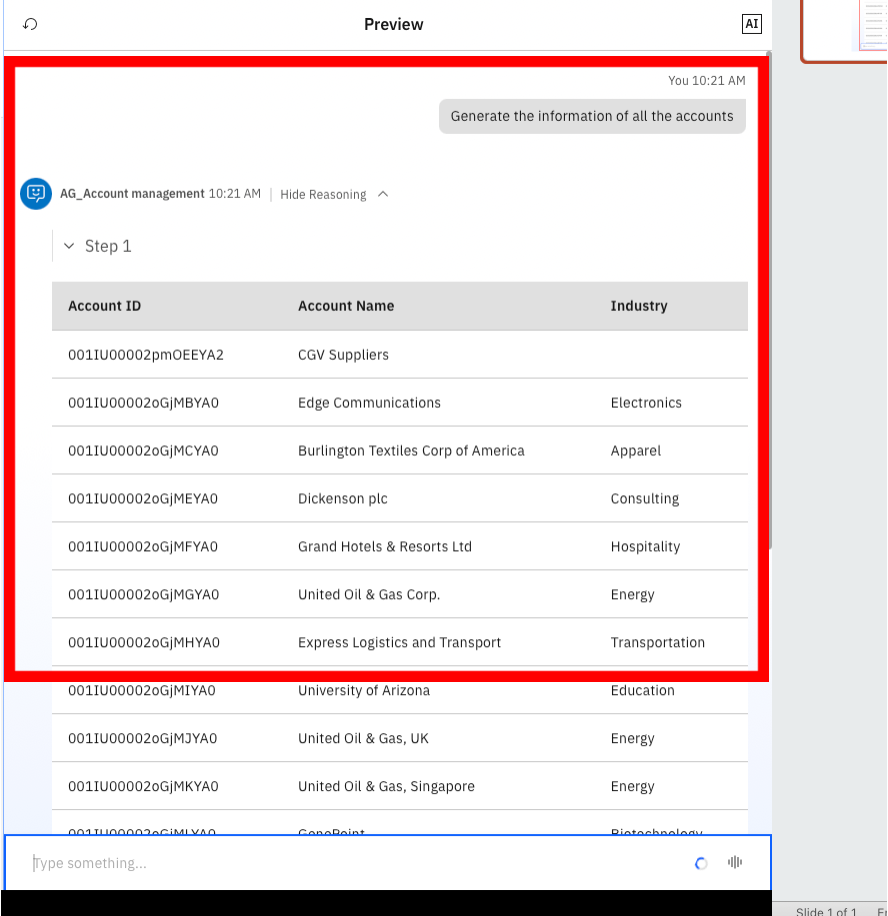 Preview
AI
You 10:21 AM
Generate the information of all the accounts
AG_Account management 10:21 AM | Hide Reasoning
Step 1
Account ID Account Name Industry
001IU00002pmOEEYA2 CGV Suppliers
001IU00002oGjMBYA0 Edge Communications Electronics
001IU00002oGjMCYA0 Burlington Textiles Corp of America Apparel
001IU00002oGjMEYA0 Dickenson plc Consulting
001IU00002oGjMFYA0 Grand Hotels & Resorts Ltd Hospitality
001IU00002oGjMGYA0 United Oil & Gas Corp. Energy
001IU00002oGjMHYA0 Express Logistics and Transport Transportation
001IU00002oGjMIYA0 University of Arizona Education
001IU00002oGjMJYA0 United Oil & Gas, UK Energy
001IU00002oGjMKYA0 United Oil & Gas, Singapore Energy
001IU00002oGjMLYA0 GenePoint Biotechnology
Type something...
Slide 1 of 1